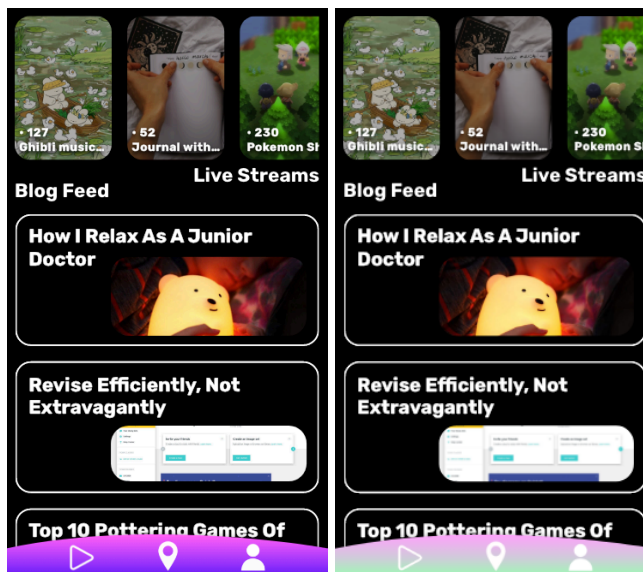 • 127
Ghibli music...
• 52
Journal with...
• 230
Pokemon Sh
Live Streams
Blog Feed
How I Relax As A Junior
Doctor
Revise Efficiently, Not
Extravagantly
Top 10 Pottering Games Of
• 127
Ghibli music...
• 52
Journal with...
• 230
Pokemon S
Live Streams
Blog Feed
How I Relax As A Junior
Doctor
Revise Efficiently, Not
Extravagantly
Top 10 Pottering Games Of